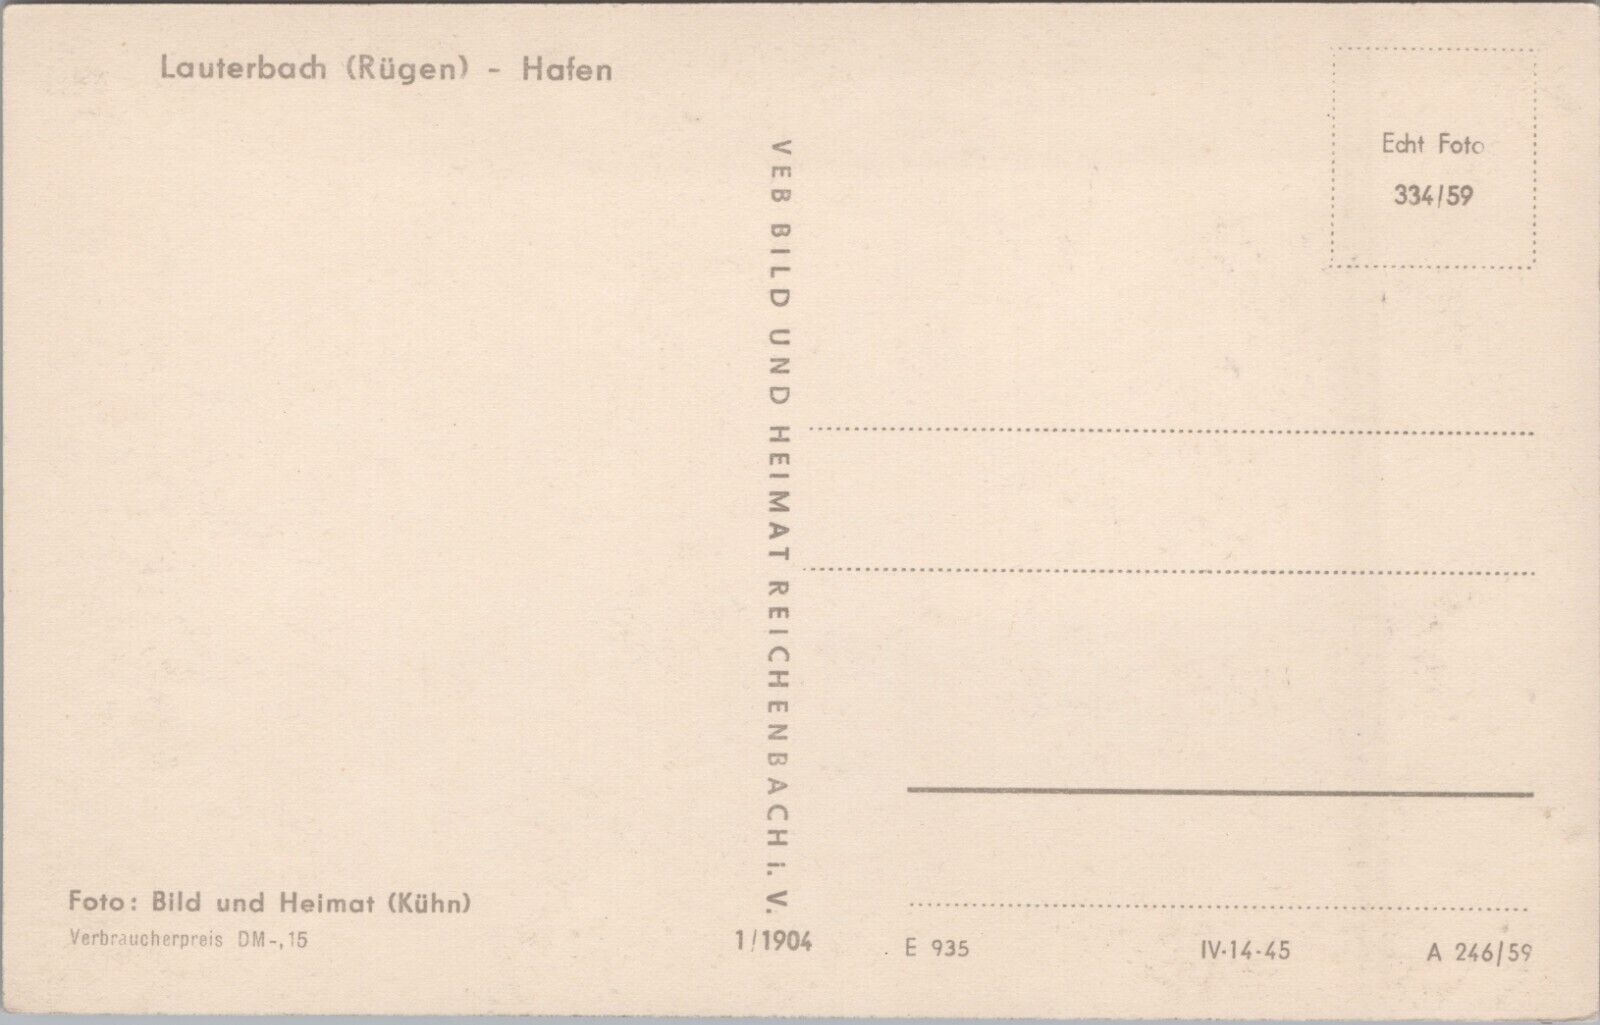 Lauterbach (Rügen) - Hafen
Echt Foto
334/59
VEB BILD UND HEIMAT REICHENBACH i. V.
Foto: Bild und Heimat (Kühn)
Verbraucherpreis DM-,15
1/1904
E 935
IV-14-45
A 246/59